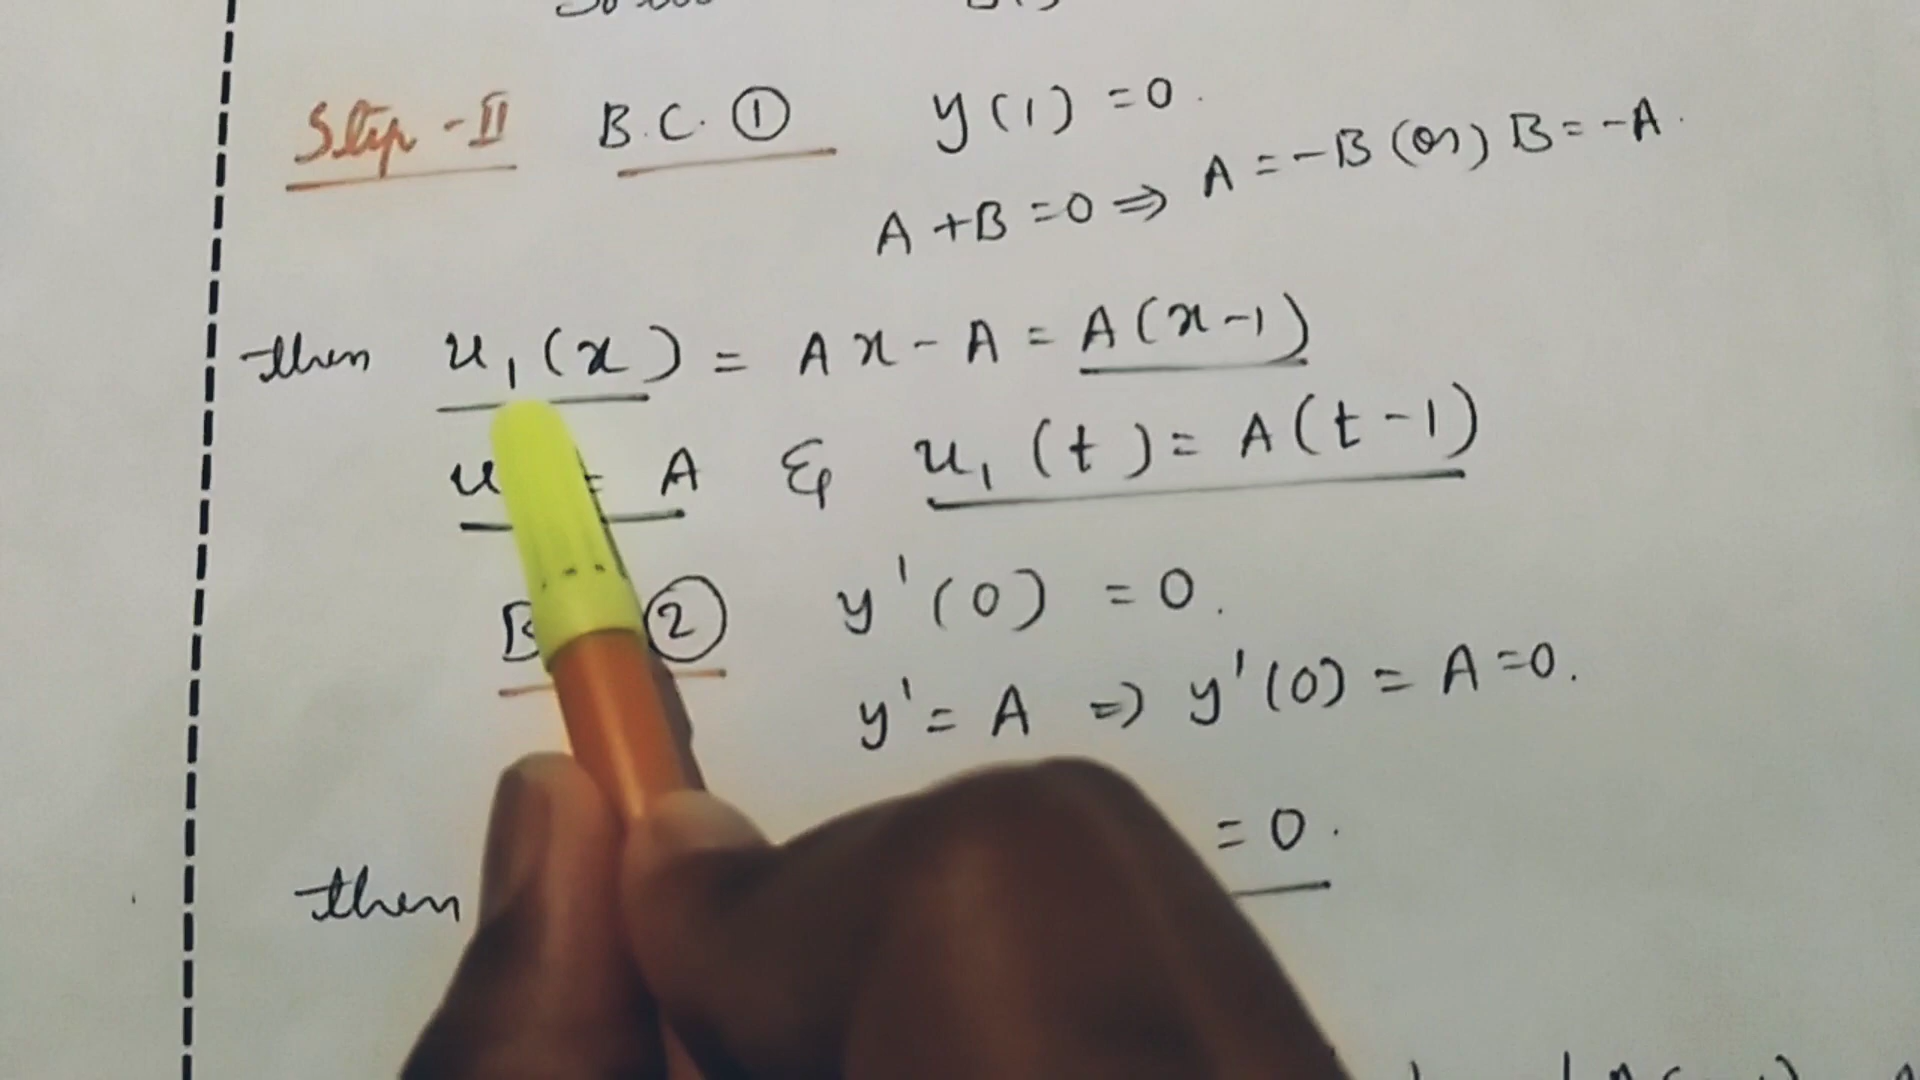 Step-II B.C. ① y(1) = 0.
A + B = 0 ⇒ A = -B (or) B = -A.
then u₁(x) = Ax - A = A(x-1)
u = A & u₁(t) = A(t-1)
B ② y'(0) = 0.
y' = A ⇒ y'(0) = A = 0.
= 0.
then